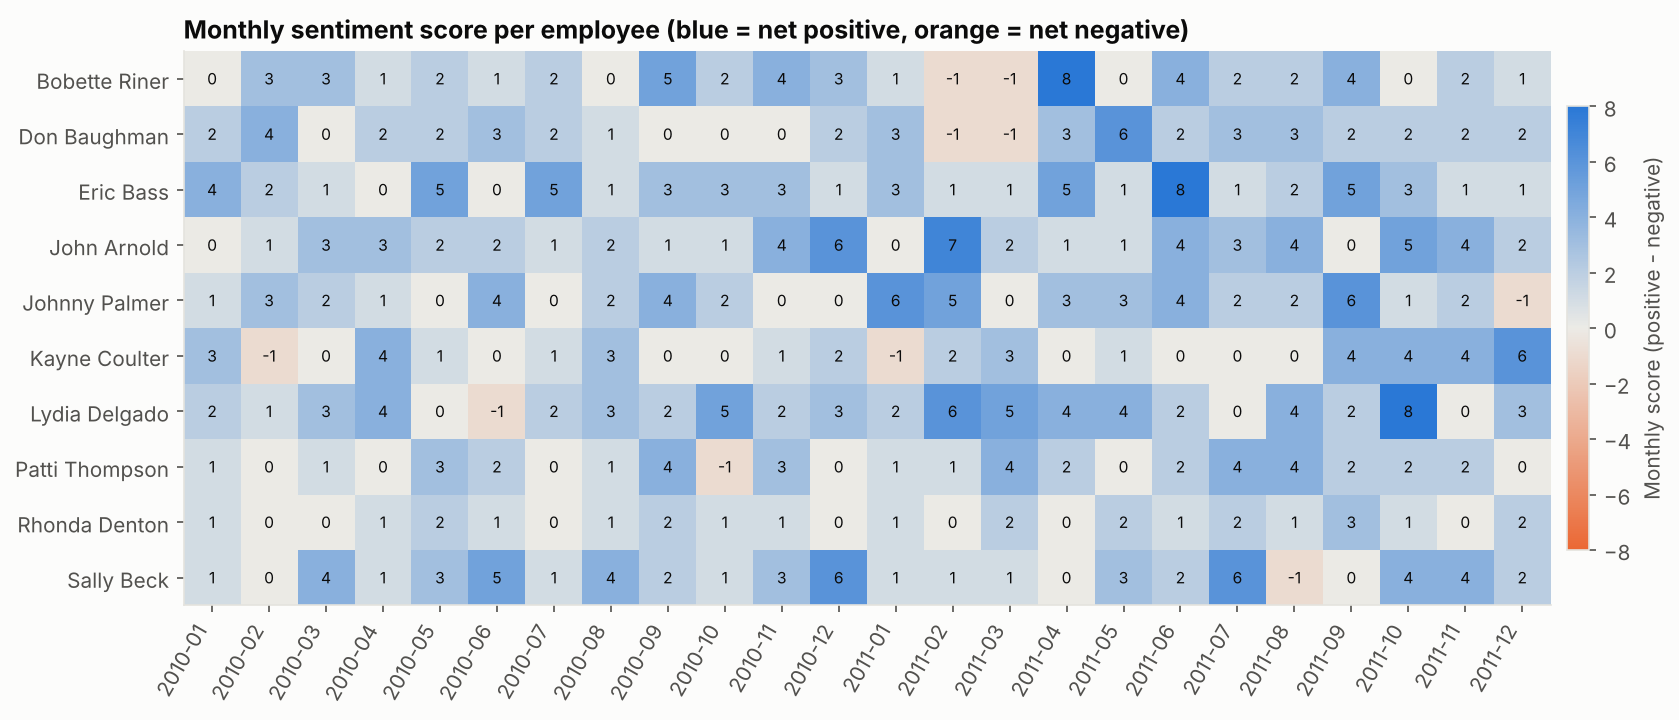 Monthly sentiment score per employee (blue = net positive, orange = net negative)
Bobette Riner 0 3 3 1 2 1 2 0 5 2 4 3 1 -1 -1 8 0 4 2 2 4 0 2 1
Don Baughman 2 4 0 2 2 3 2 1 0 0 0 2 3 -1 -1 3 6 2 3 3 2 2 2 2
Eric Bass 4 2 1 0 5 0 5 1 3 3 3 1 3 1 1 5 1 8 1 2 5 3 1 1
John Arnold 0 1 3 3 2 2 1 2 1 1 4 6 0 7 2 1 1 4 3 4 0 5 4 2
Johnny Palmer 1 3 2 1 0 4 0 2 4 2 0 0 6 5 0 3 3 4 2 2 6 1 2 -1
Kayne Coulter 3 -1 0 4 1 0 1 3 0 0 1 2 -1 2 3 0 1 0 0 0 4 4 4 6
Lydia Delgado 2 1 3 4 0 -1 2 3 2 5 2 3 2 6 5 4 4 2 0 4 2 8 0 3
Patti Thompson 1 0 1 0 3 2 0 1 4 -1 3 0 1 1 4 2 0 2 4 4 2 2 2 0
Rhonda Denton 1 0 0 1 2 1 0 1 2 1 1 0 1 0 2 0 2 1 2 1 3 1 0 2
Sally Beck 1 0 4 1 3 5 1 4 2 1 3 6 1 1 1 0 3 2 6 -1 0 4 4 2
2010-01 2010-02 2010-03 2010-04 2010-05 2010-06 2010-07 2010-08 2010-09 2010-10 2010-11 2010-12 2011-01 2011-02 2011-03 2011-04 2011-05 2011-06 2011-07 2011-08 2011-09 2011-10 2011-11 2011-12
8
6
4
2
0
−2
−4
−6
−8
Monthly score (positive - negative)